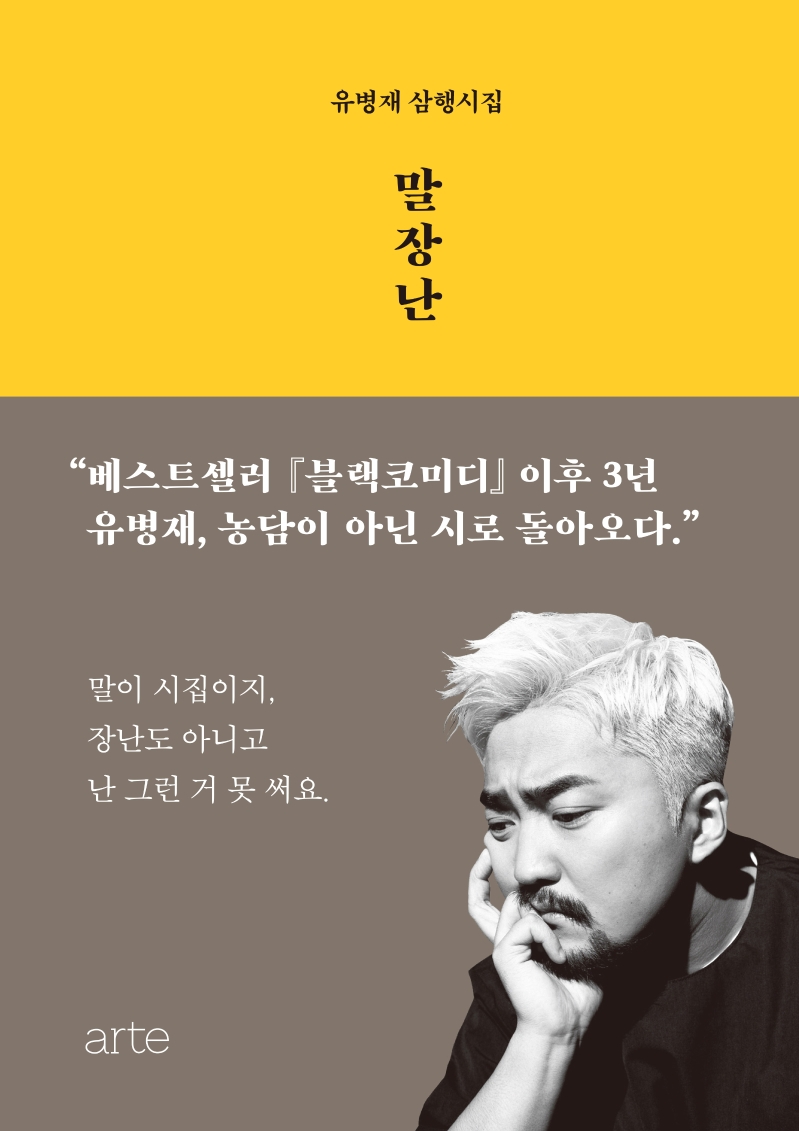 유병재 삼행시집
말
장
난
“베스트셀러 『블랙코미디』 이후 3년
유병재, 농담이 아닌 시로 돌아오다.”
말이 시집이지,
장난도 아니고
난 그런 거 못 써요.
arte